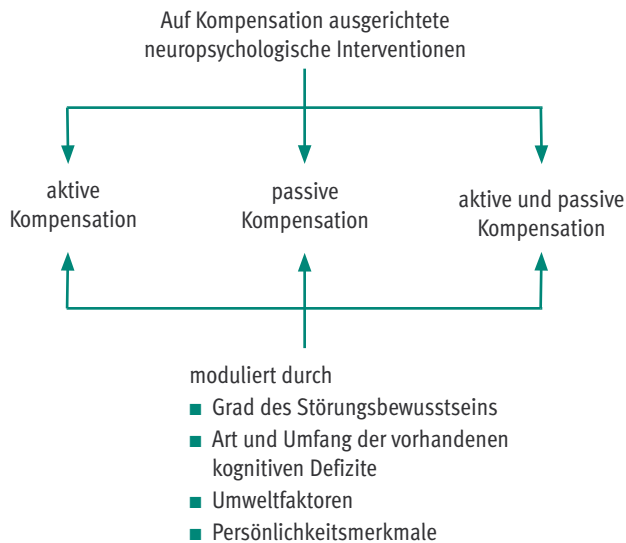 Auf Kompensation ausgerichtete
neuropsychologische Interventionen
aktive
Kompensation
passive
Kompensation
aktive und passive
Kompensation
moduliert durch
■ Grad des Störungsbewusstseins
■ Art und Umfang der vorhandenen
kognitiven Defizite
■ Umweltfaktoren
■ Persönlichkeitsmerkmale